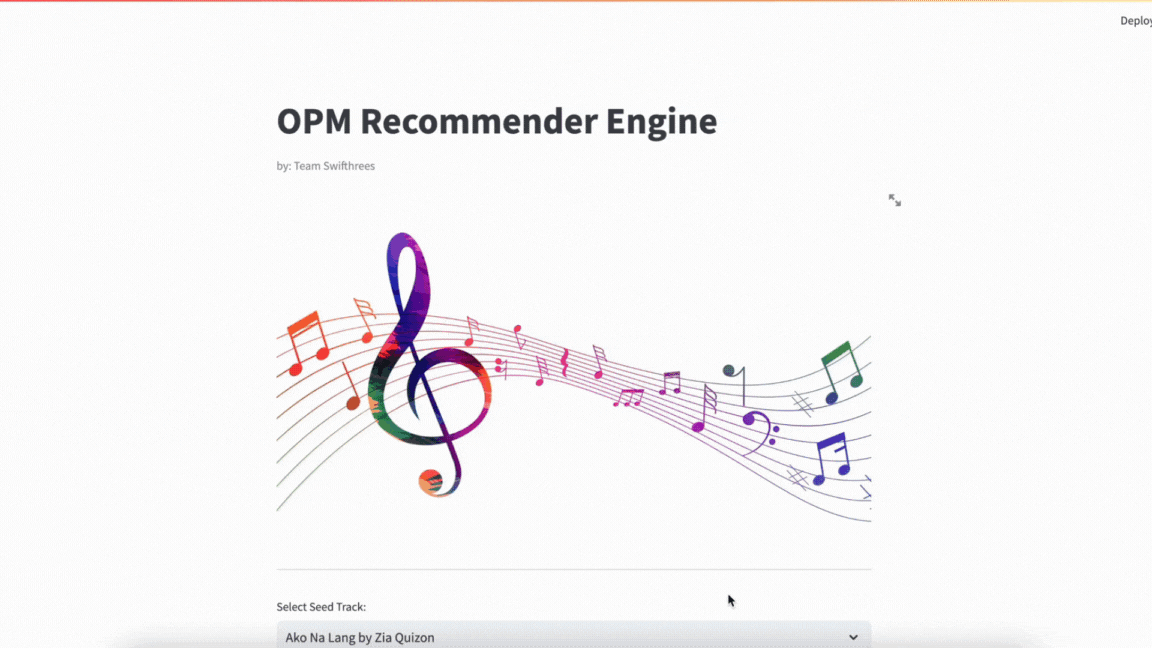 Deploy
OPM Recommender Engine
by: Team Swifthrees
Select Seed Track:
Ako Na Lang by Zia Quizon